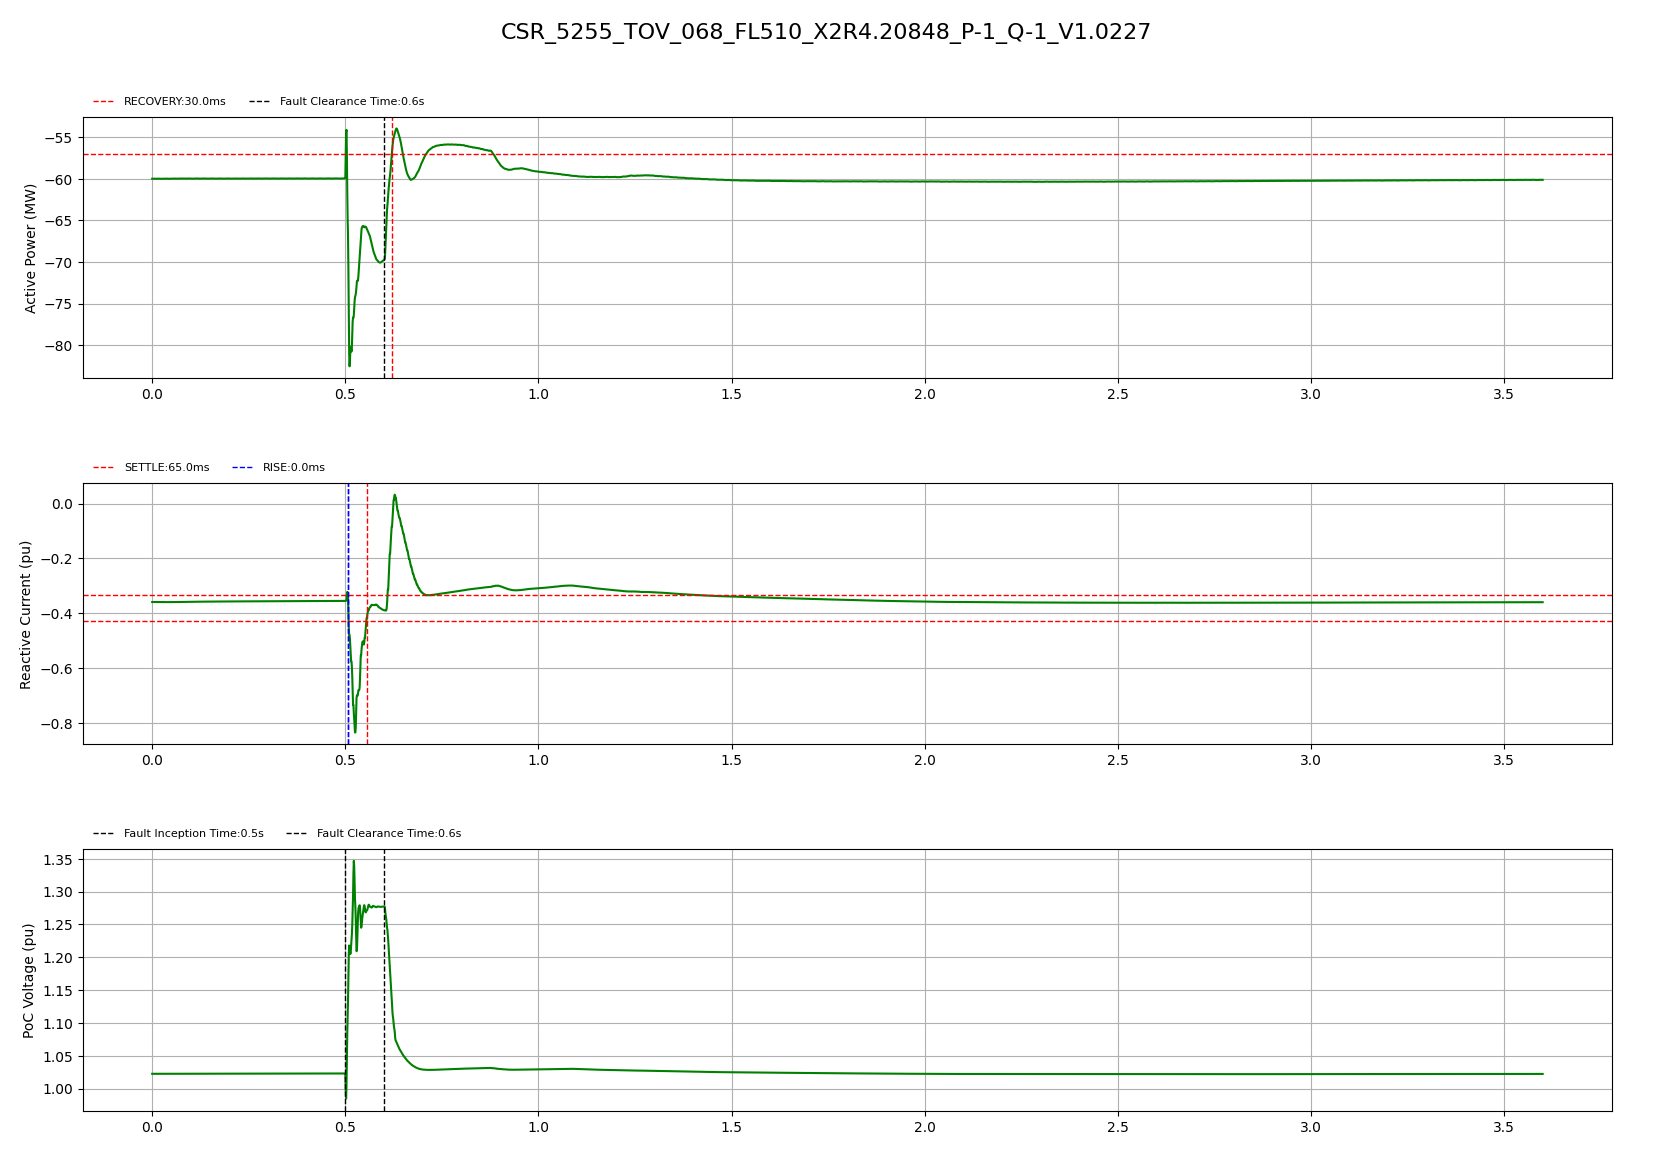 CSR_5255_TOV_068_FL510_X2R4.20848_P-1_Q-1_V1.0227
RECOVERY:30.0ms Fault Clearance Time:0.6s
Active Power (MW)
−55
−60
−65
−70
−75
−80
0.0 0.5 1.0 1.5 2.0 2.5 3.0 3.5
SETTLE:65.0ms RISE:0.0ms
Reactive Current (pu)
0.0
−0.2
−0.4
−0.6
−0.8
0.0 0.5 1.0 1.5 2.0 2.5 3.0 3.5
Fault Inception Time:0.5s Fault Clearance Time:0.6s
PoC Voltage (pu)
1.35
1.30
1.25
1.20
1.15
1.10
1.05
1.00
0.0 0.5 1.0 1.5 2.0 2.5 3.0 3.5